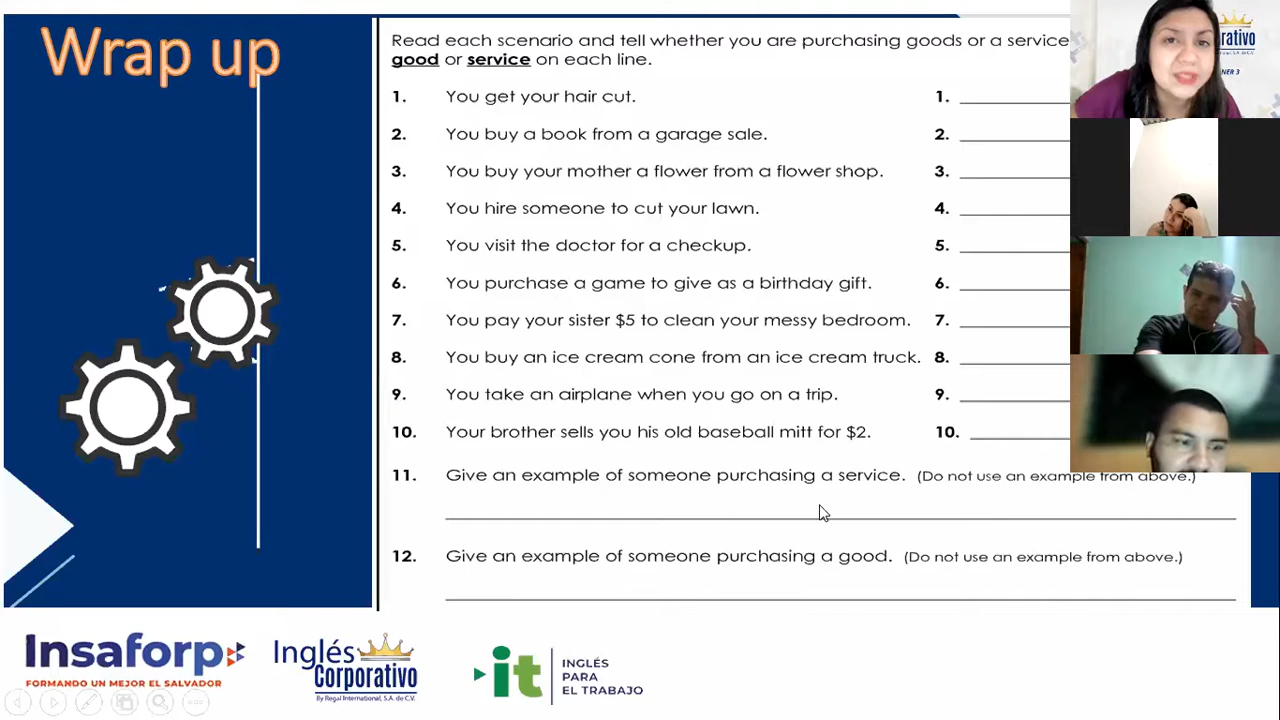 Wrap up
Read each scenario and tell whether you are purchasing goods or a service
good or service on each line.
1. You get your hair cut. 1.
2. You buy a book from a garage sale. 2.
3. You buy your mother a flower from a flower shop. 3.
4. You hire someone to cut your lawn. 4.
5. You visit the doctor for a checkup. 5.
6. You purchase a game to give as a birthday gift. 6.
7. You pay your sister $5 to clean your messy bedroom. 7.
8. You buy an ice cream cone from an ice cream truck. 8.
9. You take an airplane when you go on a trip. 9.
10. Your brother sells you his old baseball mitt for $2. 10.
11. Give an example of someone purchasing a service. (Do not use an example from above.)
12. Give an example of someone purchasing a good. (Do not use an example from above.)
Insaforp
FORMANDO UN MEJOR EL SALVADOR
Inglés
Corporativo
By Regal International, S.A. de C.V.
it
INGLÉS
PARA
EL TRABAJO